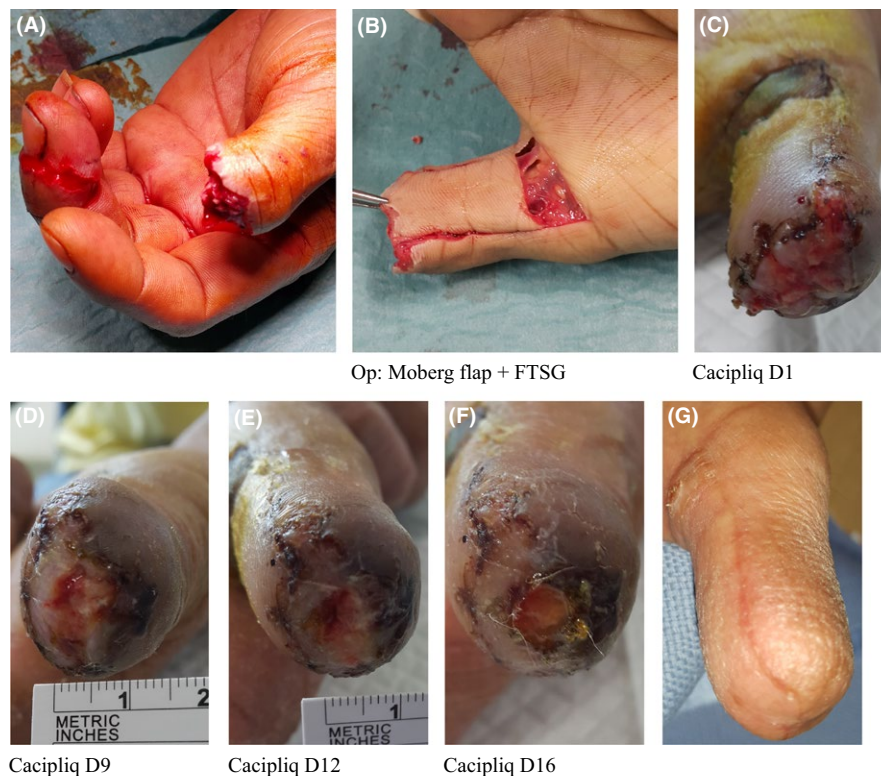 (A)
(B)
(C)
Op: Moberg flap + FTSG
Cacipliq D1
(D)
(E)
(F)
(G)
1 2
METRIC
INCHES
1
METRIC
INCHES
Cacipliq D9
Cacipliq D12
Cacipliq D16